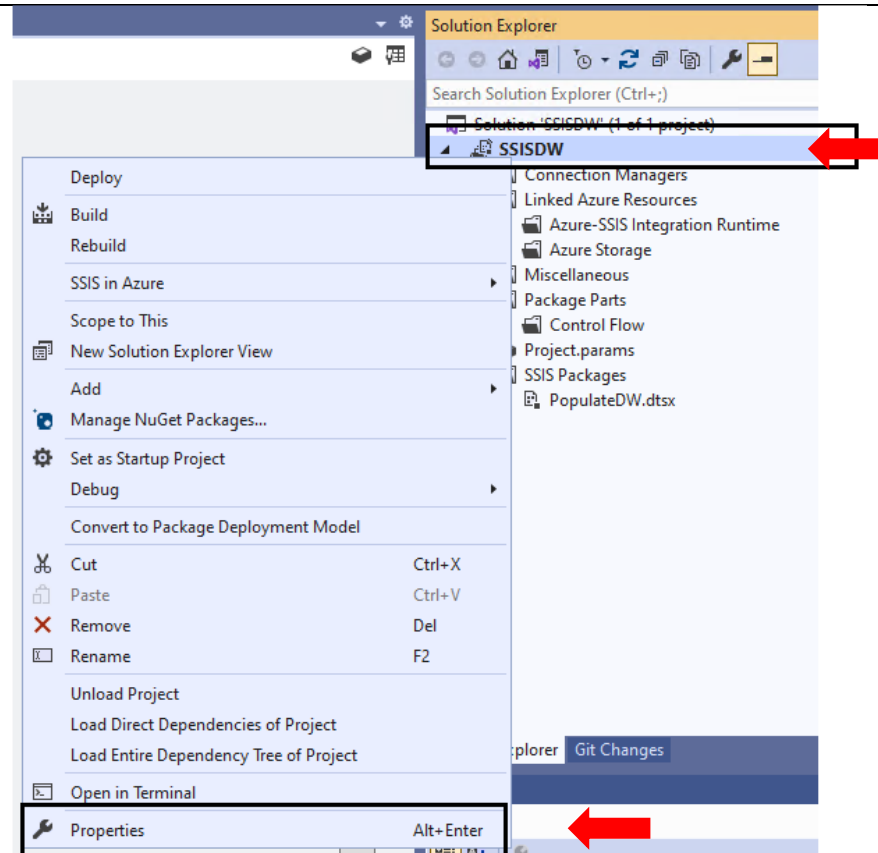 Solution Explorer
Search Solution Explorer (Ctrl+;)
Solution 'SSISDW' (1 of 1 project)
SSISDW
Connection Managers
Linked Azure Resources
Azure-SSIS Integration Runtime
Azure Storage
Miscellaneous
Package Parts
Control Flow
Project.params
SSIS Packages
PopulateDW.dtsx
Deploy
Build
Rebuild
SSIS in Azure
Scope to This
New Solution Explorer View
Add
Manage NuGet Packages...
Set as Startup Project
Debug
Convert to Package Deployment Model
Cut Ctrl+X
Paste Ctrl+V
Remove Del
Rename F2
Unload Project
Load Direct Dependencies of Project
Load Entire Dependency Tree of Project
Open in Terminal
Properties Alt+Enter
plorer Git Changes